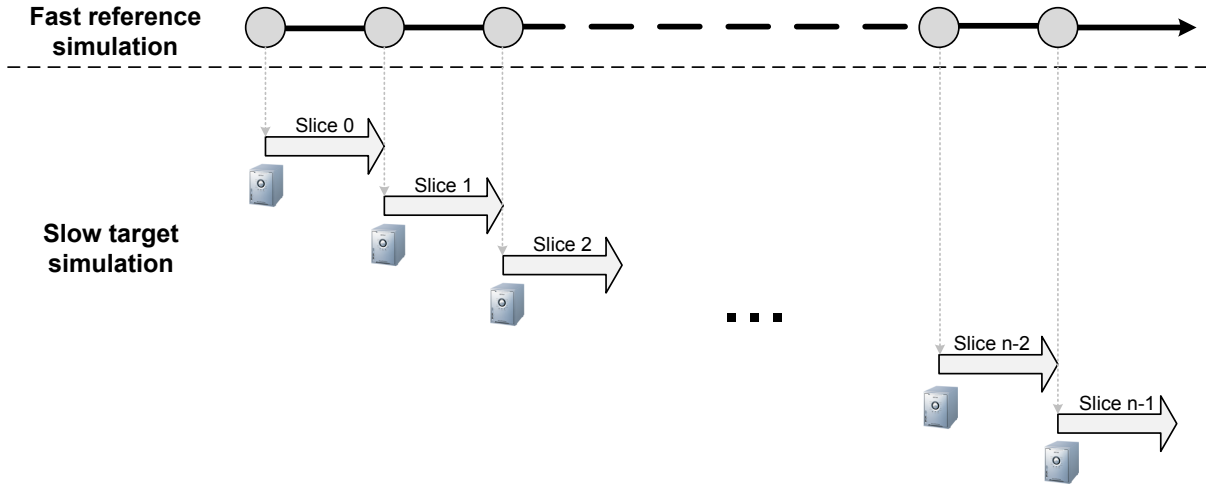 Fast reference
simulation
Slice 0
Slice 1
Slow target
simulation
Slice 2
...
Slice n-2
Slice n-1